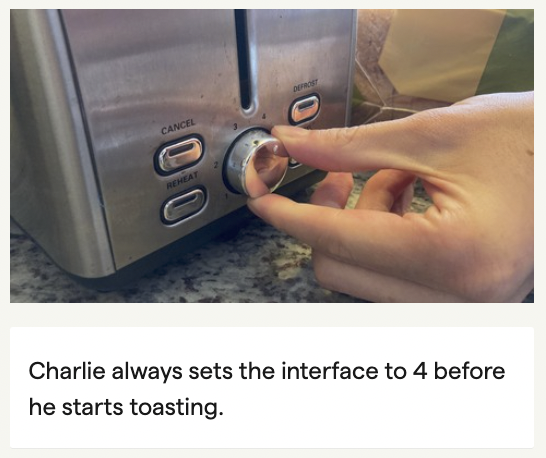 CANCEL
DEFROST
3 4
2
REHEAT
Charlie always sets the interface to 4 before
he starts toasting.